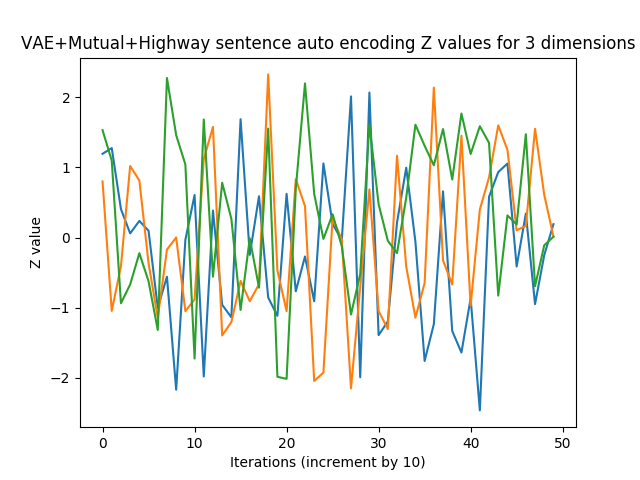 VAE+Mutual+Highway sentence auto encoding Z values for 3 dimensions
2
1
0
−1
−2
Z value
0 10 20 30 40 50
Iterations (increment by 10)